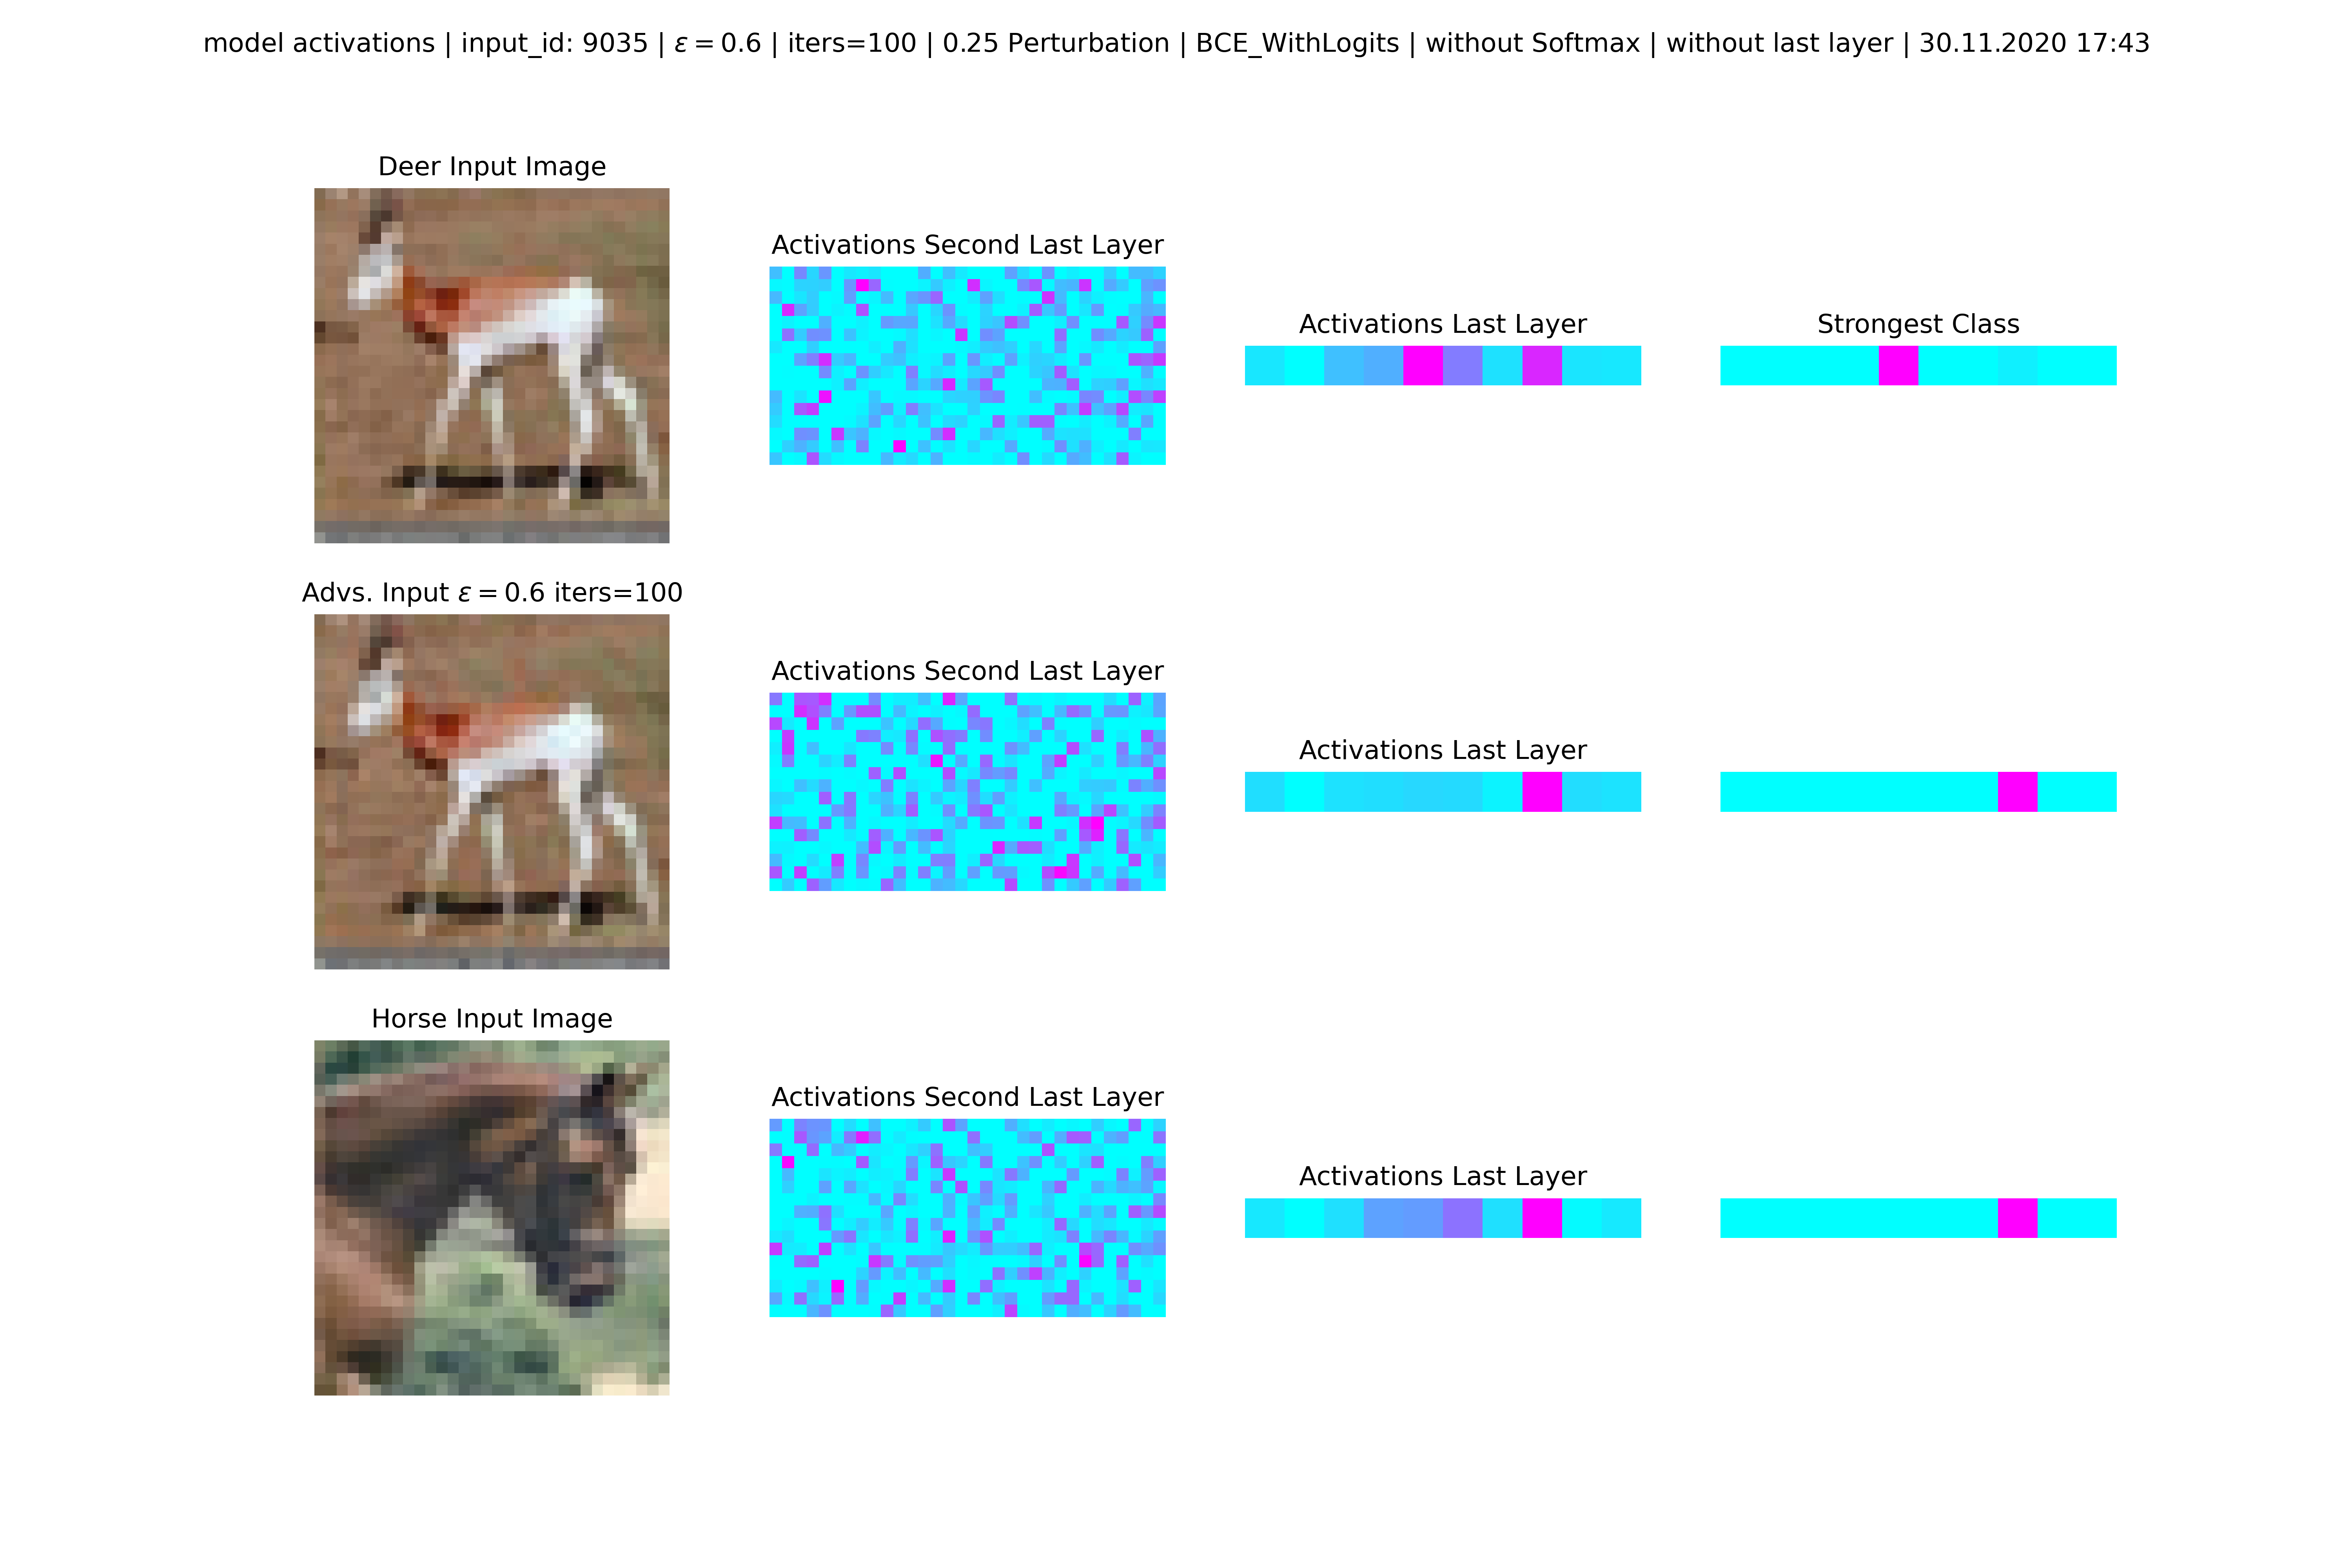 model activations | input_id: 9035 | ε = 0.6 | iters=100 | 0.25 Perturbation | BCE_WithLogits | without Softmax | without last layer | 30.11.2020 17:43
Deer Input Image
Activations Second Last Layer
Activations Last Layer
Strongest Class
Advs. Input ε = 0.6 iters=100
Activations Second Last Layer
Activations Last Layer
Horse Input Image
Activations Second Last Layer
Activations Last Layer